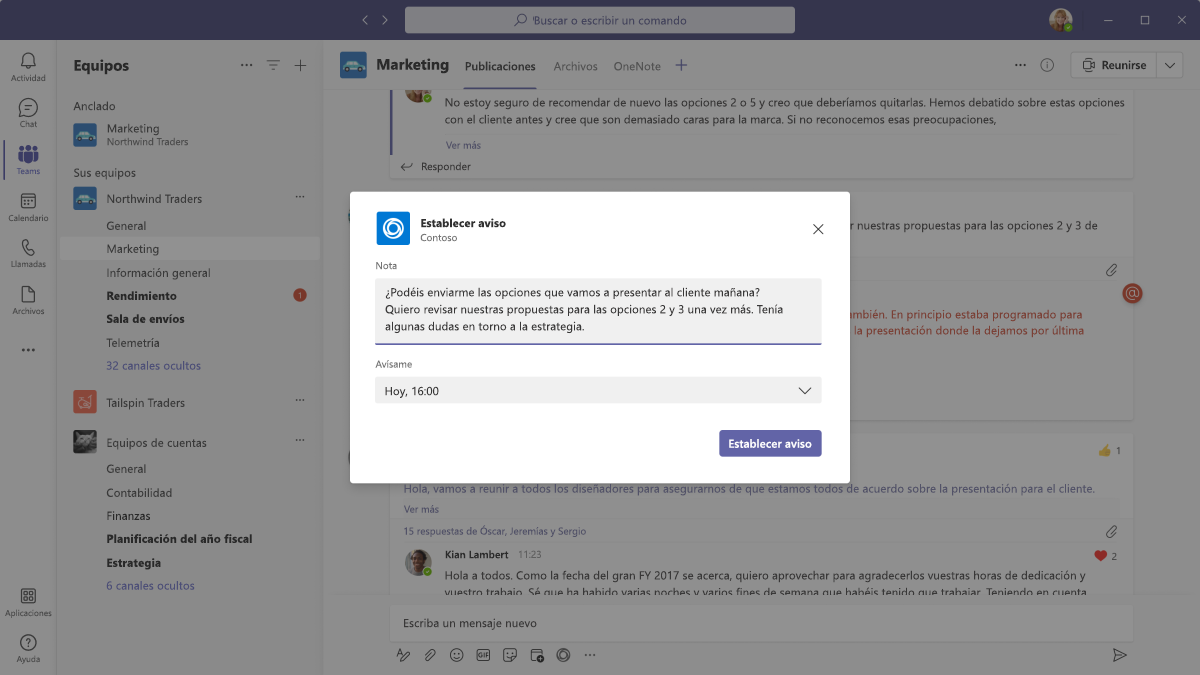 Buscar o escribir un comando
Actividad
Chat
Teams
Calendario
Llamadas
Archivos
Aplicaciones
Ayuda
Equipos
Anclado
Marketing
Northwind Traders
Sus equipos
Northwind Traders
General
Marketing
Información general
Rendimiento
1
Sala de envíos
Telemetría
32 canales ocultos
Tailspin Traders
Equipos de cuentas
General
Contabilidad
Finanzas
Planificación del año fiscal
Estrategia
6 canales ocultos
Marketing
Publicaciones
Archivos
OneNote
Reunirse
No estoy seguro de recomendar de nuevo las opciones 2 o 5 y creo que deberíamos quitarlas. Hemos debatido sobre estas opciones
con el cliente antes y cree que son demasiado caras para la marca. Si no reconocemos esas preocupaciones,
Ver más
Responder
nuestras propuestas para las opciones 2 y 3 de
también. En principio estaba programado para
la presentación donde la dejamos por última
Establecer aviso
Contoso
Nota
¿Podéis enviarme las opciones que vamos a presentar al cliente mañana?
Quiero revisar nuestras propuestas para las opciones 2 y 3 una vez más. Tenía
algunas dudas en torno a la estrategia.
Avísame
Hoy, 16:00
Establecer aviso
1
Hola, vamos a reunir a todos los diseñadores para asegurarnos de que estamos todos de acuerdo sobre la presentación para el cliente.
Ver más
15 respuestas de Óscar, Jeremías y Sergio
Kian Lambert 11:23
2
Hola a todos. Como la fecha del gran FY 2017 se acerca, quiero aprovechar para agradecerlos vuestras horas de dedicación y
vuestro trabajo. Sé que ha habido varias noches y varios fines de semana que habéis tenido que trabajar. Teniendo en cuenta
Escriba un mensaje nuevo
GIF